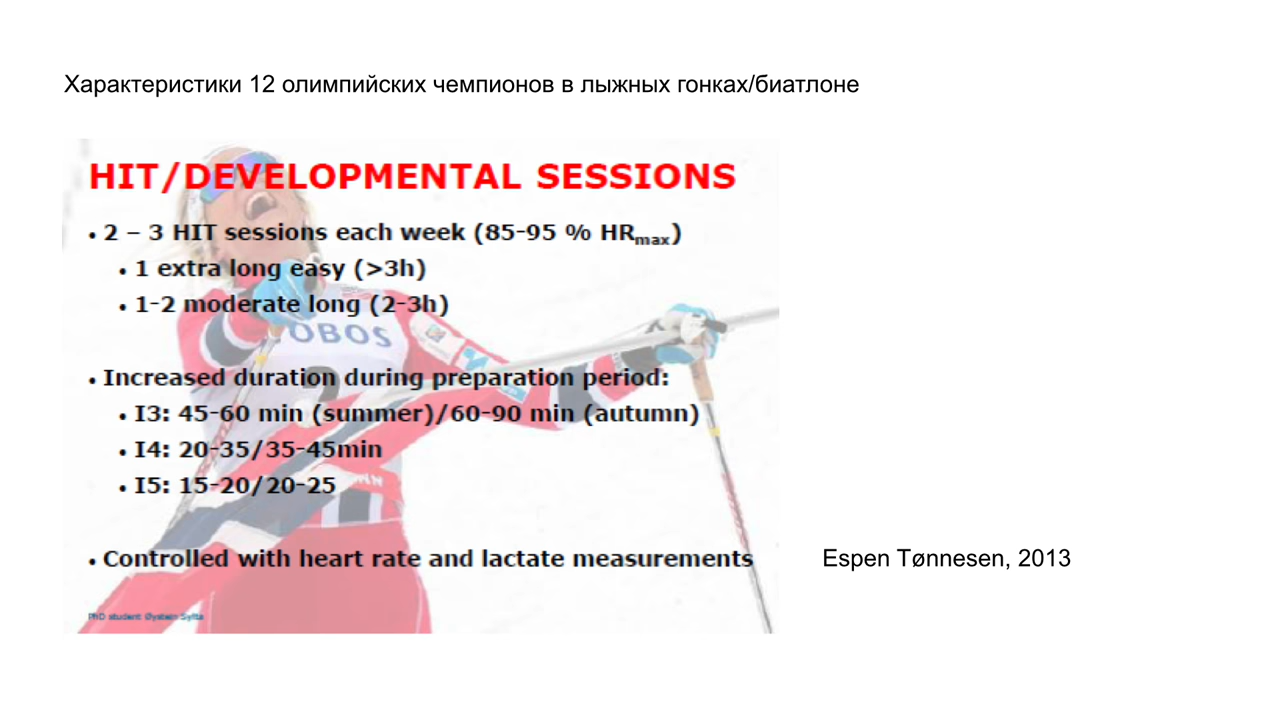 Характеристики 12 олимпийских чемпионов в лыжных гонках/биатлоне
HIT/DEVELOPMENTAL SESSIONS
• 2 – 3 HIT sessions each week (85-95 % HRmax)
• 1 extra long easy (>3h)
• 1-2 moderate long (2-3h)
OBOS
• Increased duration during preparation period:
• I3: 45-60 min (summer)/60-90 min (autumn)
• I4: 20-35/35-45min
• I5: 15-20/20-25
• Controlled with heart rate and lactate measurements
Espen Tønnesen, 2013
PhD student: Øystein Sylta